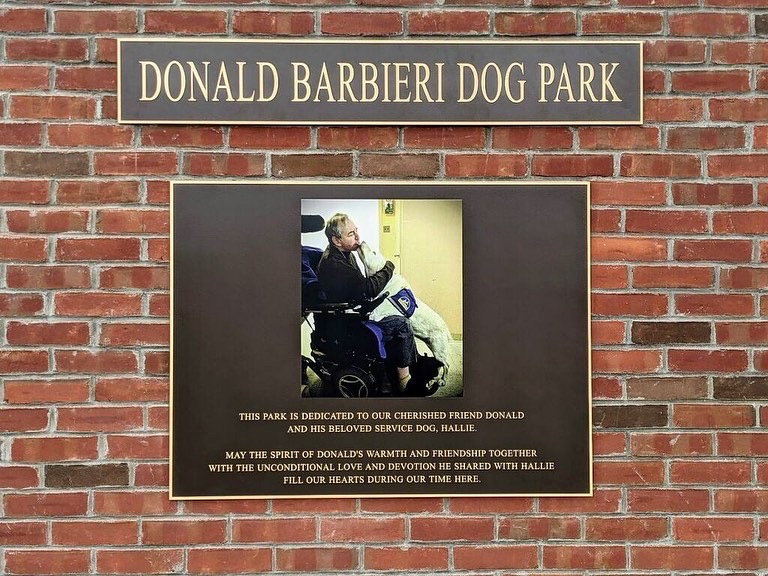 DONALD BARBIERI DOG PARK
THIS PARK IS DEDICATED TO OUR CHERISHED FRIEND DONALD
AND HIS BELOVED SERVICE DOG, HALLIE.
MAY THE SPIRIT OF DONALD'S WARMTH AND FRIENDSHIP TOGETHER
WITH THE UNCONDITIONAL LOVE AND DEVOTION HE SHARED WITH HALLIE
FILL OUR HEARTS DURING OUR TIME HERE.